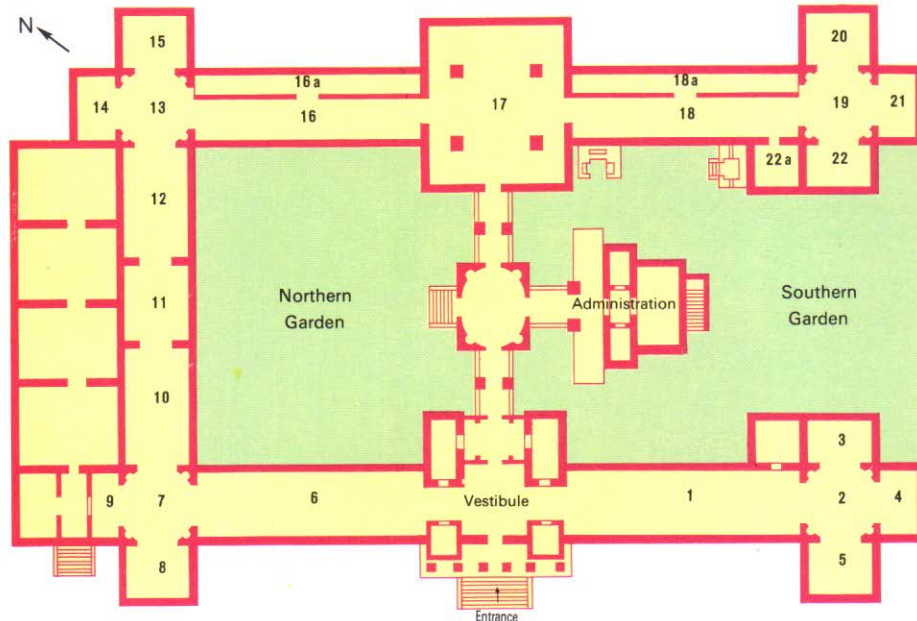 N
15
20
14
13
16a
16
17
18a
18
19
21
22a
22
12
11
10
Northern
Garden
Administration
Southern
Garden
3
9
7
6
Vestibule
1
2
4
8
5
Entrance